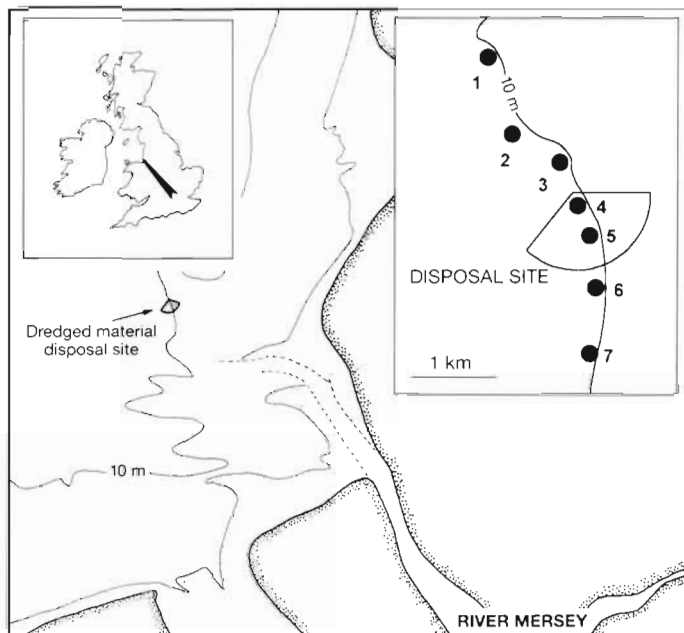 1
10 m
2
3
4
5
DISPOSAL SITE
6
1 km
7
Dredged material
disposal site
10 m
RIVER MERSEY